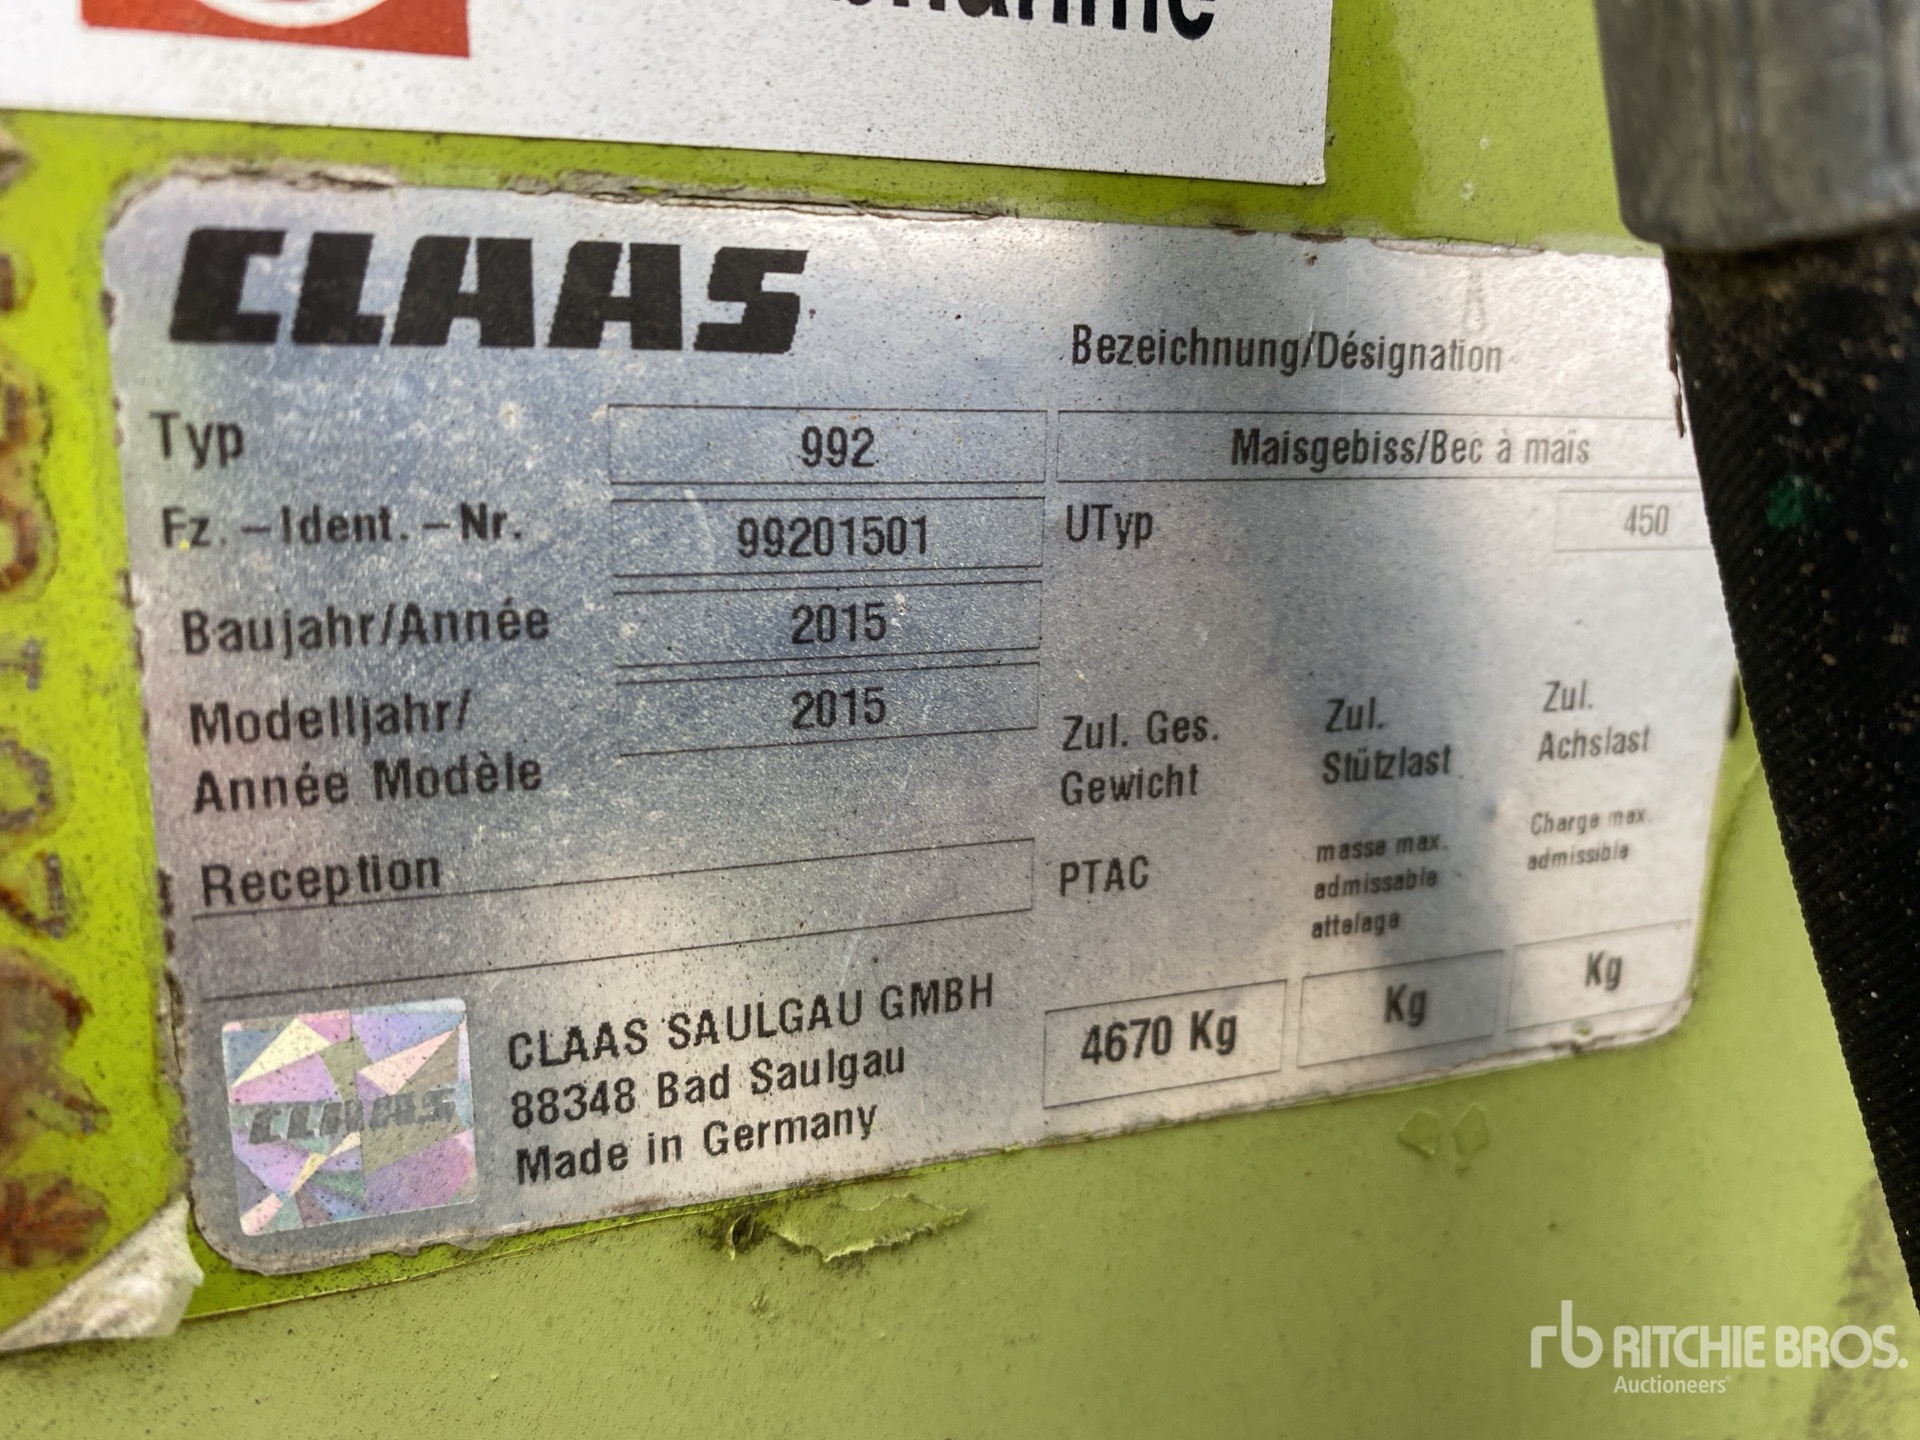 CLAAS
Bezeichnung/Désignation
Typ 992 Maisgebiss/Bec à maïs
Fz. -Ident. -Nr. 99201501 UTyp 450
Baujahr/Année 2015
Modelljahr/ 2015
Année Modèle
Reception
Zul. Ges.
Gewicht
PTAC
4670 Kg
Zul.
Stützlast
masse max.
admissable
attelage
Kg
Zul.
Achslast
Charge max.
admissible
Kg
CLAAS
CLAAS SAULGAU GMBH
88348 Bad Saulgau
Made in Germany
rb RITCHIE BROS.
Auctioneers